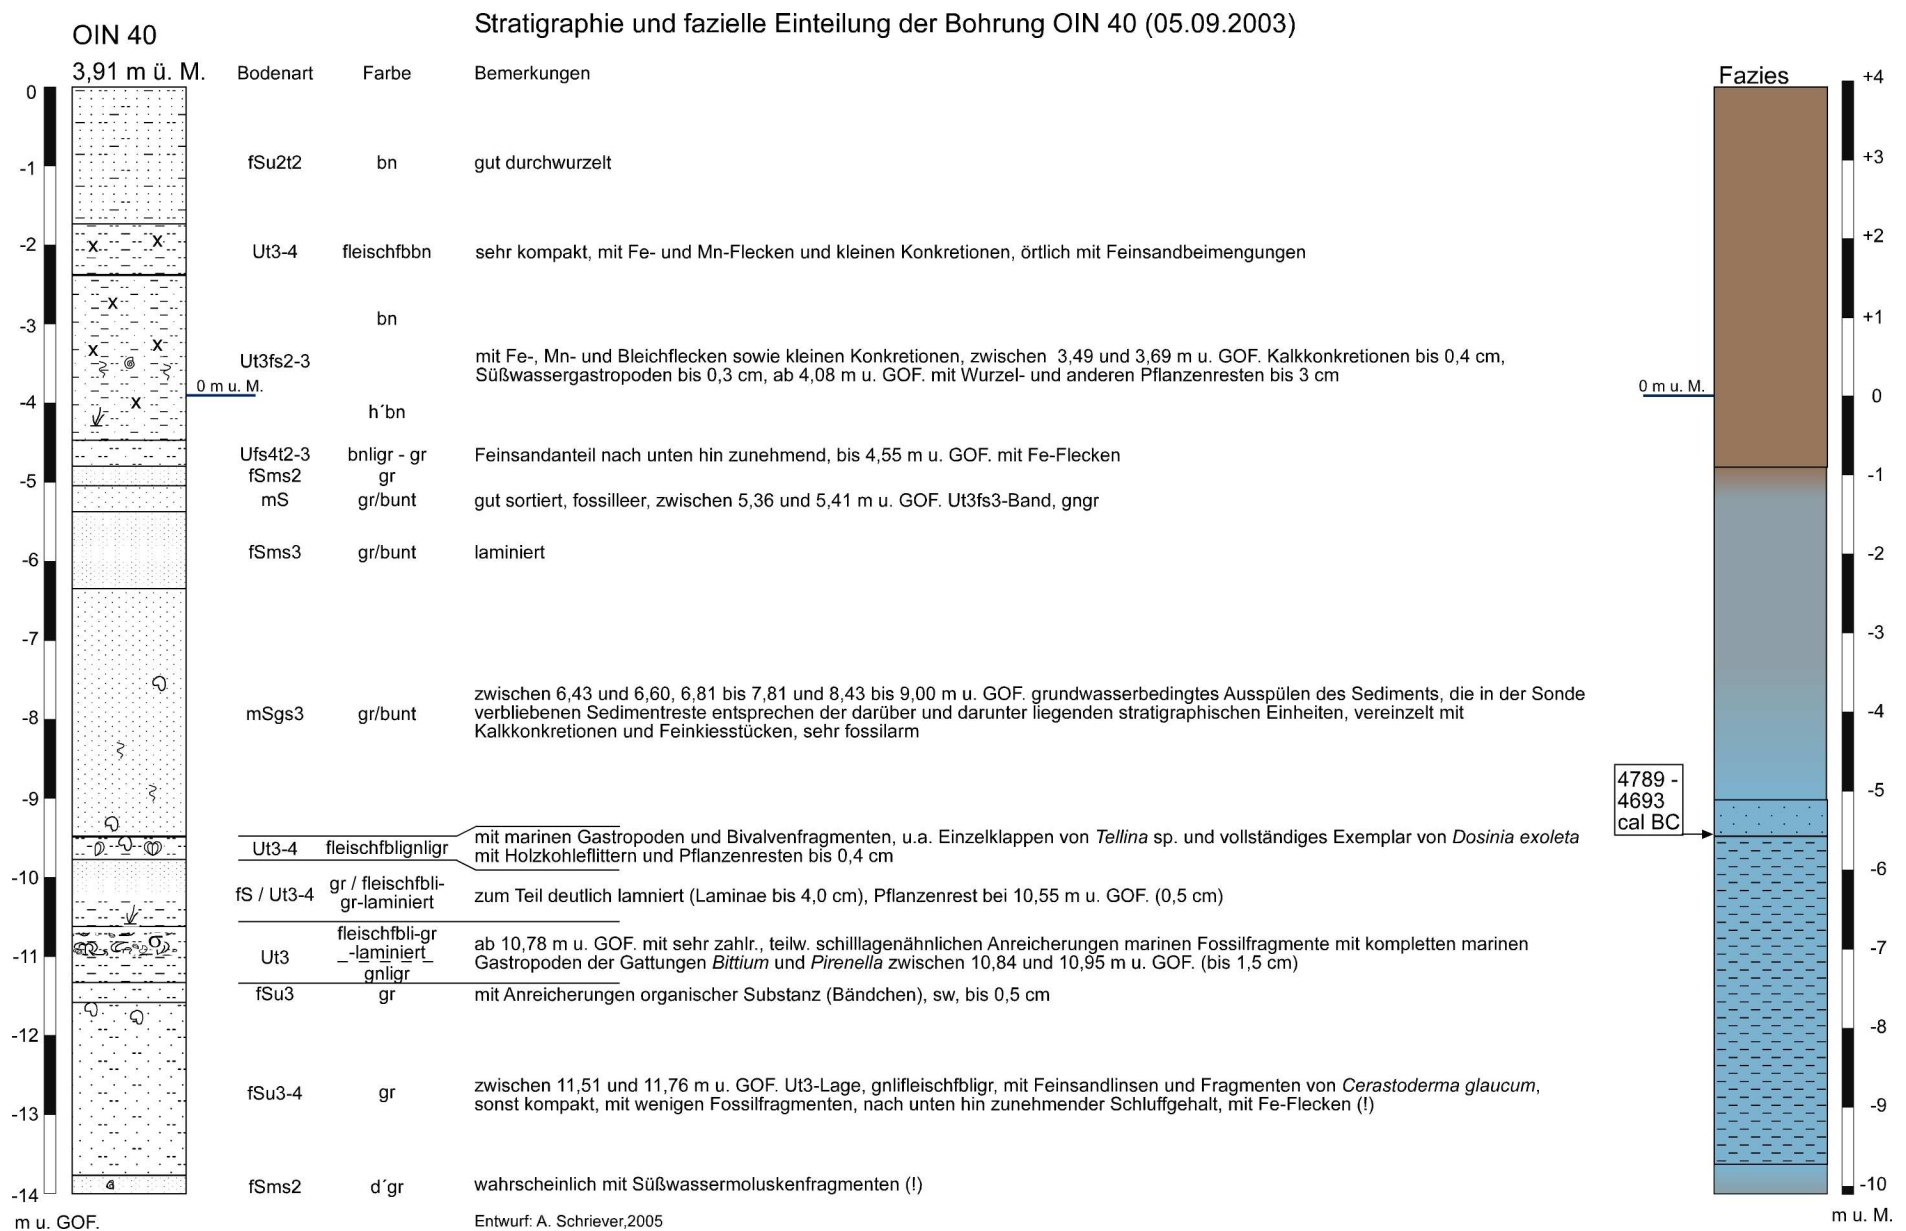 Stratigraphie und fazielle Einteilung der Bohrung OIN 40 (05.09.2003)
OIN 40
3,91 m ü. M.
Bodenart Farbe Bemerkungen
Fazies
0
-1
-2
-3
-4
-5
-6
-7
-8
-9
-10
-11
-12
-13
-14
m u. GOF.
0 m u. M.
fSu2t2 bn gut durchwurzelt
Ut3-4 fleischfbbn sehr kompakt, mit Fe- und Mn-Flecken und kleinen Konkretionen, örtlich mit Feinsandbeimengungen
bn
Ut3fs2-3 mit Fe-, Mn- und Bleichflecken sowie kleinen Konkretionen, zwischen 3,49 und 3,69 m u. GOF. Kalkkonkretionen bis 0,4 cm,
Süßwassergastropoden bis 0,3 cm, ab 4,08 m u. GOF. mit Wurzel- und anderen Pflanzenresten bis 3 cm
h´bn
Ufs4t2-3 bnligr - gr Feinsandanteil nach unten hin zunehmend, bis 4,55 m u. GOF. mit Fe-Flecken
fSms2 gr
mS gr/bunt gut sortiert, fossilleer, zwischen 5,36 und 5,41 m u. GOF. Ut3fs3-Band, gngr
fSms3 gr/bunt laminiert
mSgs3 gr/bunt zwischen 6,43 und 6,60, 6,81 bis 7,81 und 8,43 bis 9,00 m u. GOF. grundwasserbedingtes Ausspülen des Sediments, die in der Sonde
verbliebenen Sedimentreste entsprechen der darüber und darunter liegenden stratigraphischen Einheiten, vereinzelt mit
Kalkkonkretionen und Feinkiesstücken, sehr fossilarm
Ut3-4 fleischfblignligr mit marinen Gastropoden und Bivalvenfragmenten, u.a. Einzelklappen von Tellina sp. und vollständiges Exemplar von Dosinia exoleta
mit Holzkohleflittern und Pflanzenresten bis 0,4 cm
fS / Ut3-4 gr / fleischfbli-
gr-laminiert zum Teil deutlich lamniert (Laminae bis 4,0 cm), Pflanzenrest bei 10,55 m u. GOF. (0,5 cm)
Ut3 fleischfbli-gr
-laminiert
gnligr
ab 10,78 m u. GOF. mit sehr zahlr., teilw. schilllagenähnlichen Anreicherungen marinen Fossilfragmente mit kompletten marinen
Gastropoden der Gattungen Bittium und Pirenella zwischen 10,84 und 10,95 m u. GOF. (bis 1,5 cm)
fSu3 gr mit Anreicherungen organischer Substanz (Bändchen), sw, bis 0,5 cm
fSu3-4 gr zwischen 11,51 und 11,76 m u. GOF. Ut3-Lage, gnlifleischfbligr, mit Feinsandlinsen und Fragmenten von Cerastoderma glaucum,
sonst kompakt, mit wenigen Fossilfragmenten, nach unten hin zunehmender Schluffgehalt, mit Fe-Flecken (!)
fSms2 d´gr wahrscheinlich mit Süßwassermoluskenfragmenten (!)
Entwurf: A. Schriever,2005
0 m u. M.
4789 -
4693
cal BC
+4
+3
+2
+1
0
-1
-2
-3
-4
-5
-6
-7
-8
-9
-10
m u. M.